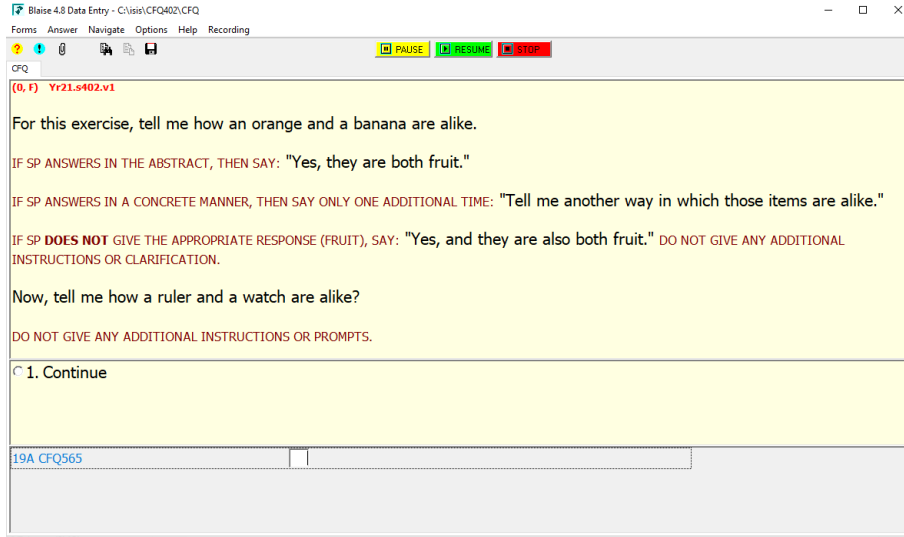 Blaise 4.8 Data Entry - C:\isis\CFQ402\CFQ
Forms Answer Navigate Options Help Recording
PAUSE RESUME STOP
CFQ
(0, F) Yr21.s402.v1
For this exercise, tell me how an orange and a banana are alike.
IF SP ANSWERS IN THE ABSTRACT, THEN SAY: "Yes, they are both fruit."
IF SP ANSWERS IN A CONCRETE MANNER, THEN SAY ONLY ONE ADDITIONAL TIME: "Tell me another way in which those items are alike."
IF SP DOES NOT GIVE THE APPROPRIATE RESPONSE (FRUIT), SAY: "Yes, and they are also both fruit." DO NOT GIVE ANY ADDITIONAL
INSTRUCTIONS OR CLARIFICATION.
Now, tell me how a ruler and a watch are alike?
DO NOT GIVE ANY ADDITIONAL INSTRUCTIONS OR PROMPTS.
1. Continue
19A CFQ565